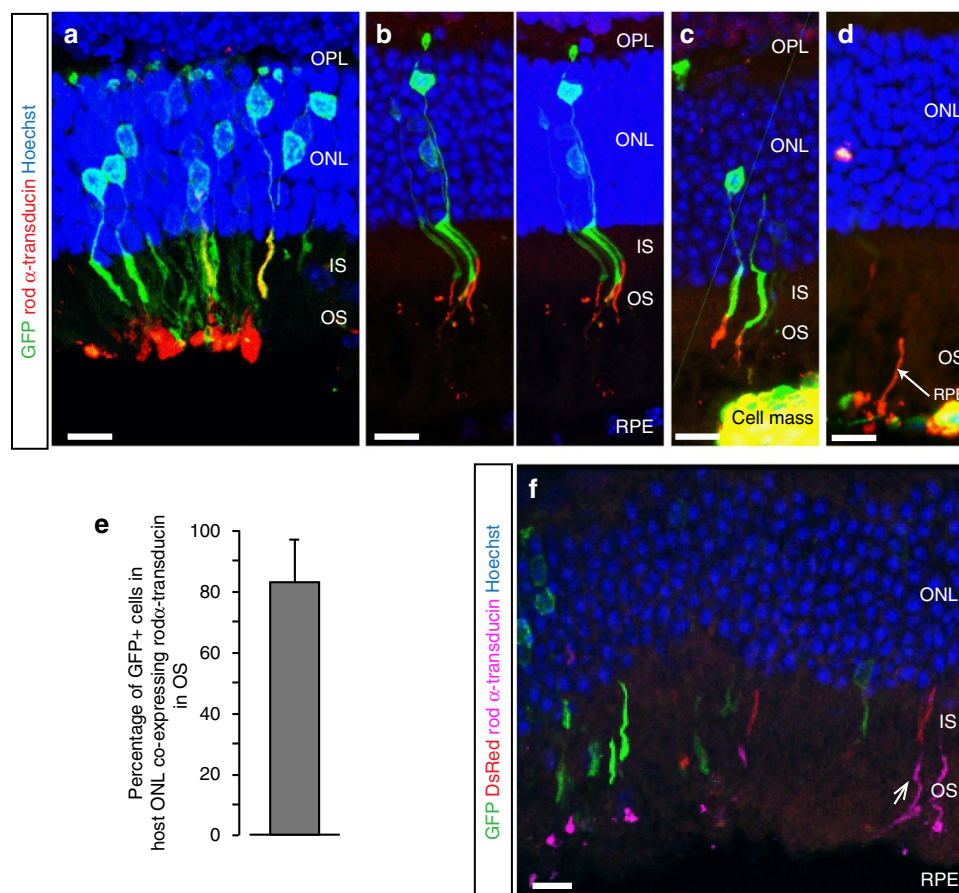 GFP rod α-transducin Hoechst
a
OPL
ONL
IS
OS
b
OPL
ONL
IS
OS
RPE
c
OPL
ONL
IS
OS
Cell mass
d
ONL
OS
RPE
e
Percentage of GFP+ cells in
host ONL co-expressing rodα-transducin
in OS
100
80
60
40
20
0
GFP DsRed rod α-transducin Hoechst
f
ONL
IS
OS
RPE